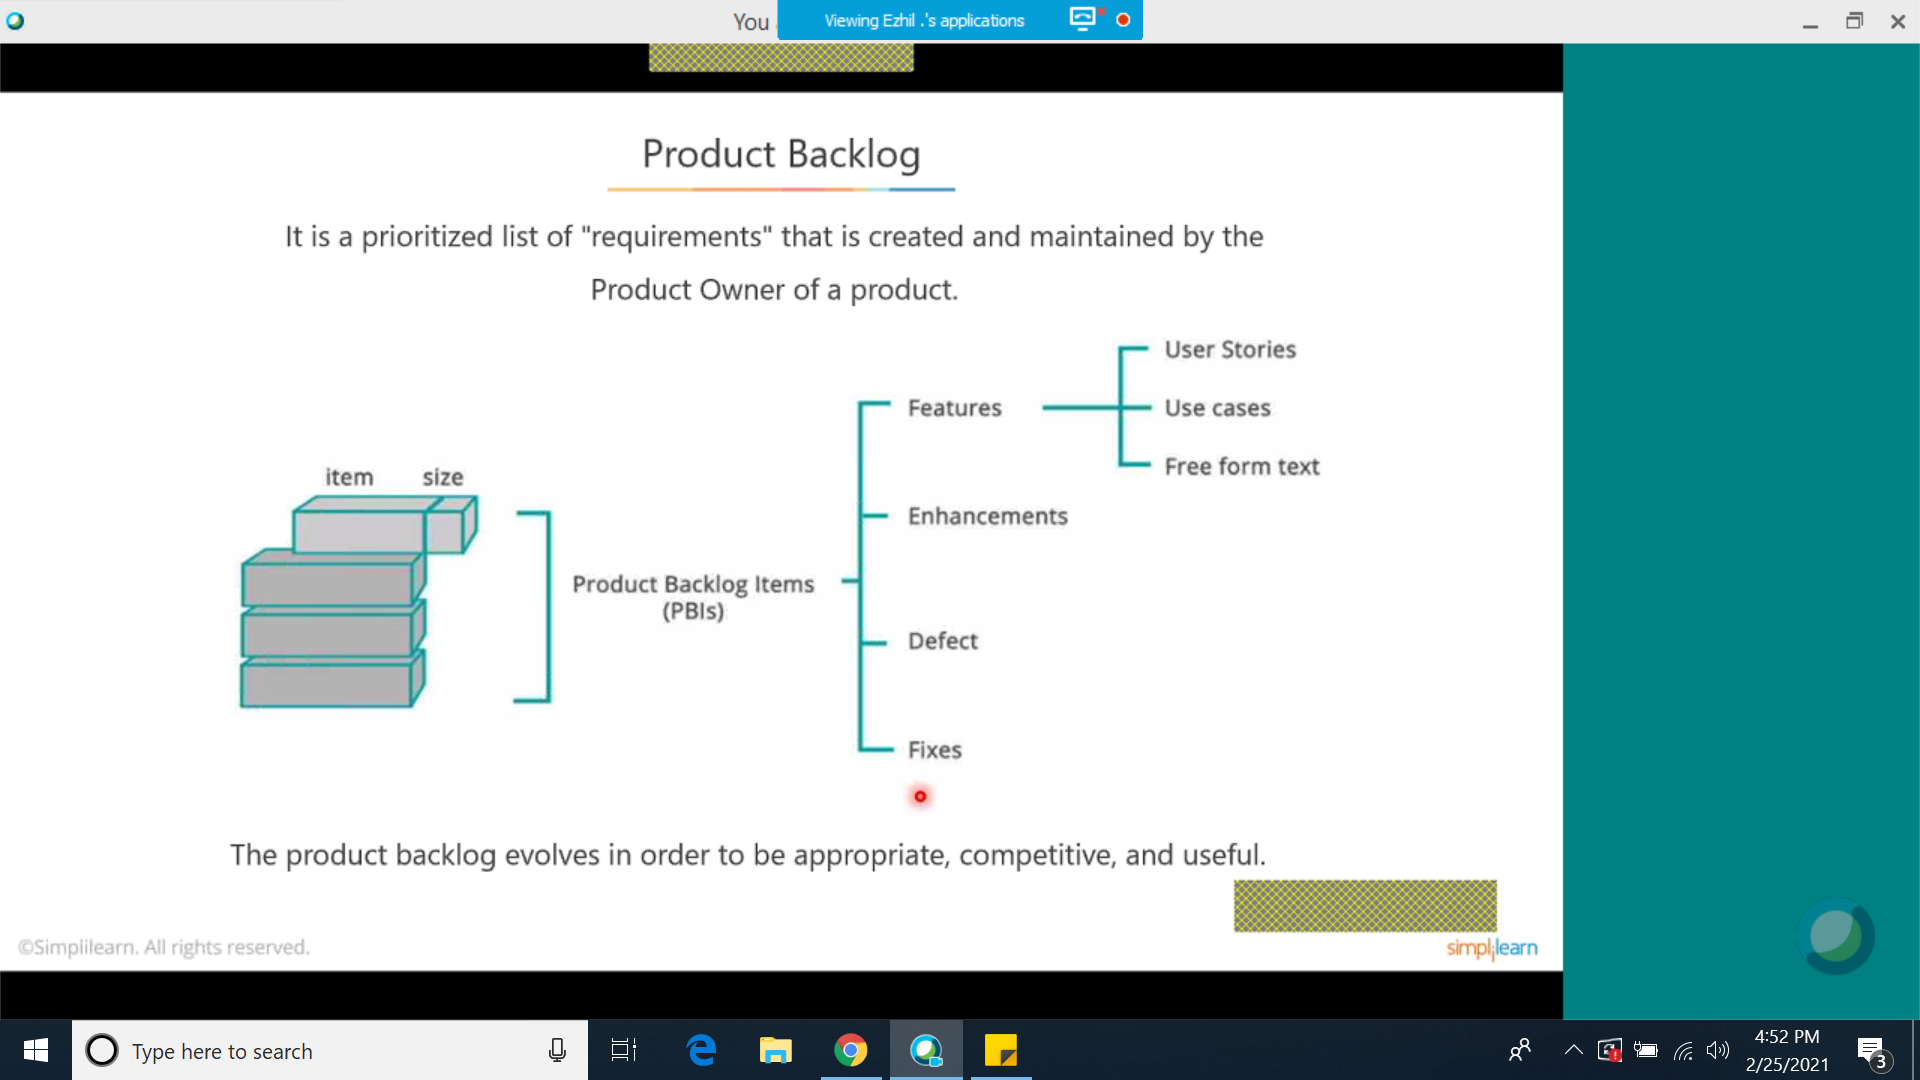 You
Viewing Ezhil .'s applications
Product Backlog
It is a prioritized list of "requirements" that is created and maintained by the
Product Owner of a product.
User Stories
Features
Use cases
Free form text
item size
Enhancements
Product Backlog Items
(PBIs)
Defect
Fixes
The product backlog evolves in order to be appropriate, competitive, and useful.
©Simplilearn. All rights reserved.
simplilearn
Type here to search
4:52 PM
2/25/2021
3